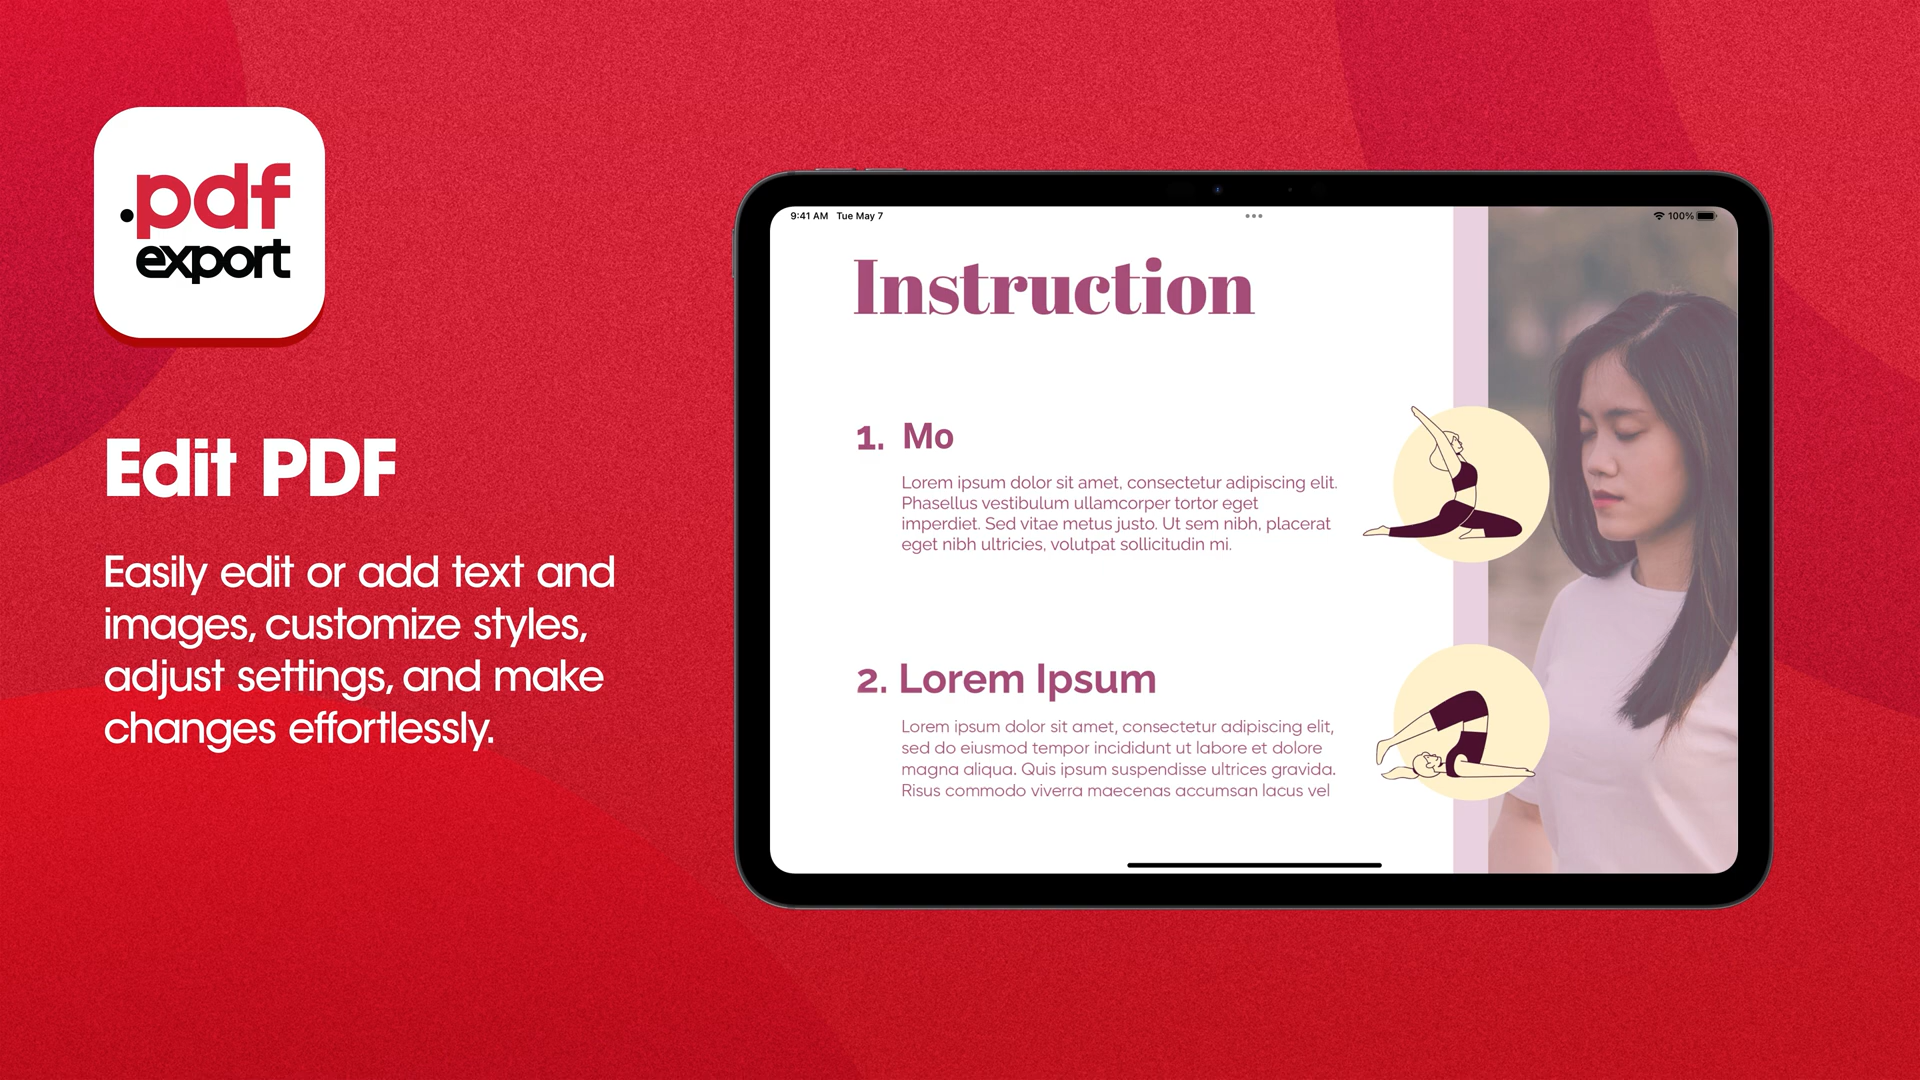 .pdf
export
Edit PDF
Easily edit or add text and
images, customize styles,
adjust settings, and make
changes effortlessly.
9:41 AM Tue May 7
100%
Instruction
1. Mo
Lorem ipsum dolor sit amet, consectetur adipiscing elit.
Phasellus vestibulum ullamcorper tortor eget
imperdiet. Sed vitae metus justo. Ut sem nibh, placerat
eget nibh ultricies, volutpat sollicitudin mi.
2. Lorem Ipsum
Lorem ipsum dolor sit amet, consectetur adipiscing elit,
sed do eiusmod tempor incididunt ut labore et dolore
magna aliqua. Quis ipsum suspendisse ultrices gravida.
Risus commodo viverra maecenas accumsan lacus vel